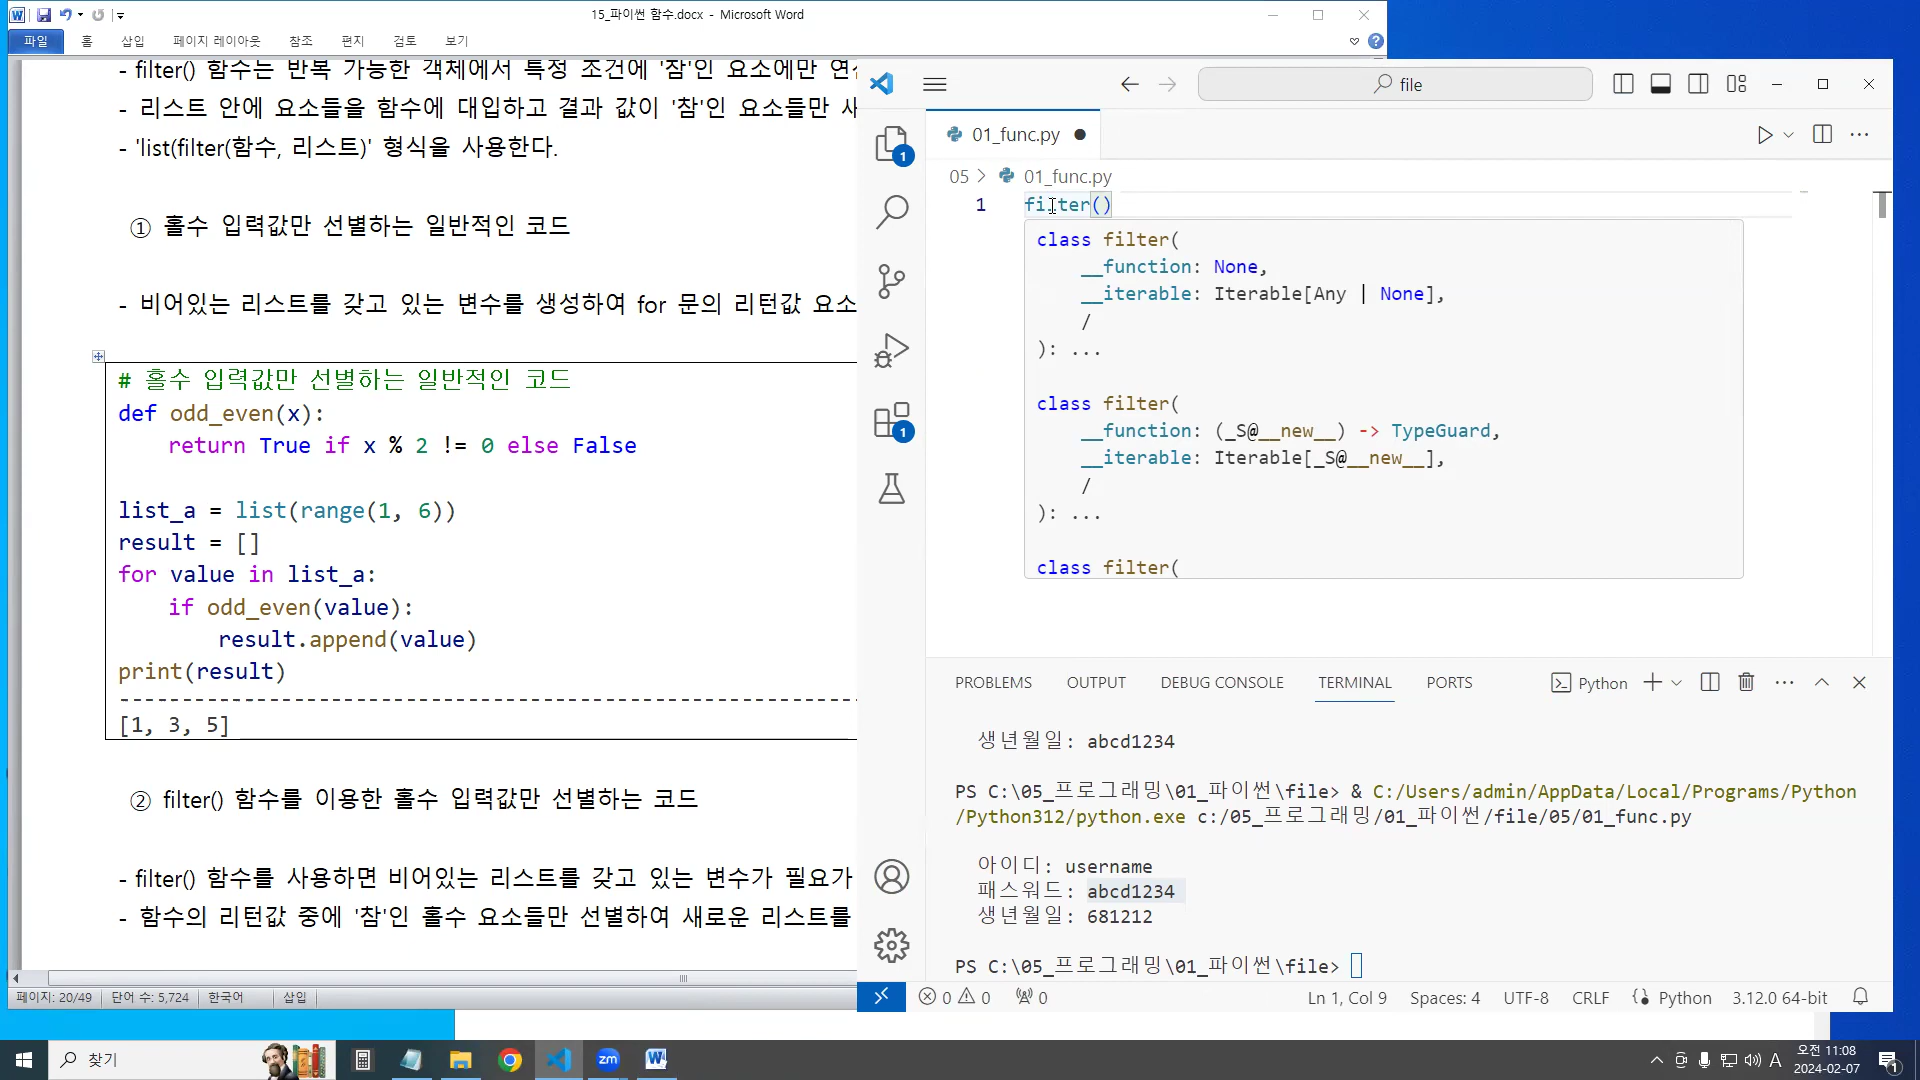 15_파이썬 함수.docx - Microsoft Word
파일 홈 삽입 페이지 레이아웃 참조 편지 검토 보기
- filter() 함수는 반복 가능한 객체에서 특정 조건에 '참'인 요소에만
- 리스트 안에 요소들을 함수에 대입하고 결과 값이 '참'인 요소들만
- 'list(filter(함수, 리스트)' 형식을 사용한다.
① 홀수 입력값만 선별하는 일반적인 코드
- 비어있는 리스트를 갖고 있는 변수를 생성하여 for 문의 리턴값 요소
# 홀수 입력값만 선별하는 일반적인 코드
def odd_even(x):
return True if x % 2 != 0 else False
list_a = list(range(1, 6))
result = []
for value in list_a:
if odd_even(value):
result.append(value)
print(result)
--------------------------------------------------
[1, 3, 5]
② filter() 함수를 이용한 홀수 입력값만 선별하는 코드
- filter() 함수를 사용하면 비어있는 리스트를 갖고 있는 변수가 필요가
- 함수의 리턴값 중에 '참'인 홀수 요소들만 선별하여 새로운 리스트를
페이지: 20/49 단어 수: 5,724 한국어 삽입
file
01_func.py
05 > 01_func.py
1 filter()
class filter(
__function: None,
__iterable: Iterable[Any | None],
/
): ...
class filter(
__function: (_S@__new__) -> TypeGuard,
__iterable: Iterable[_S@__new__],
/
): ...
class filter(
PROBLEMS OUTPUT DEBUG CONSOLE TERMINAL PORTS Python
생년월일: abcd1234
PS C:\05_프로그래밍\01_파이썬\file> & C:/Users/admin/AppData/Local/Programs/Python
/Python312/python.exe c:/05_프로그래밍/01_파이썬/file/05/01_func.py
아이디: username
패스워드: abcd1234
생년월일: 681212
PS C:\05_프로그래밍\01_파이썬\file>
0 0 0 Ln 1, Col 9 Spaces: 4 UTF-8 CRLF Python 3.12.0 64-bit
1
1
찾기
zm
A
오전 11:08
2024-02-07
1